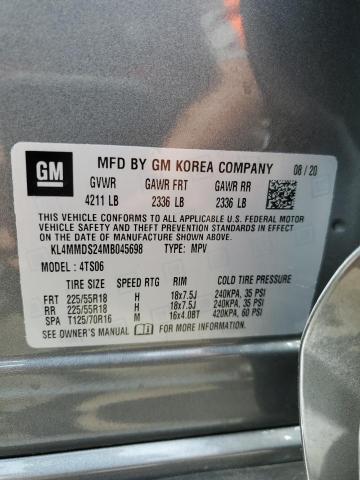 GM
MFD BY GM KOREA COMPANY 08/20
GVWR GAWR FRT GAWR RR
4211 LB 2336 LB 2336 LB
THIS VEHICLE CONFORMS TO ALL APPLICABLE U.S. FEDERAL MOTOR
VEHICLE SAFETY AND THEFT PREVENTION STANDARDS IN EFFECT ON
THE DATE OF MANUFACTURE SHOWN ABOVE.
KL4MMDS24MB045698 TYPE: MPV
MODEL: 4TS06
TIRE SIZE SPEED RTG RIM COLD TIRE PRESSURE
FRT 225/55R18 H 18x7.5J 240KPA, 35 PSI
RR 225/55R18 H 18x7.5J 240KPA, 35 PSI
SPA T125/70R16 M 16x4.0BT 420KPA, 60 PSI
SEE OWNER'S MANUAL FOR MORE INFORMATION